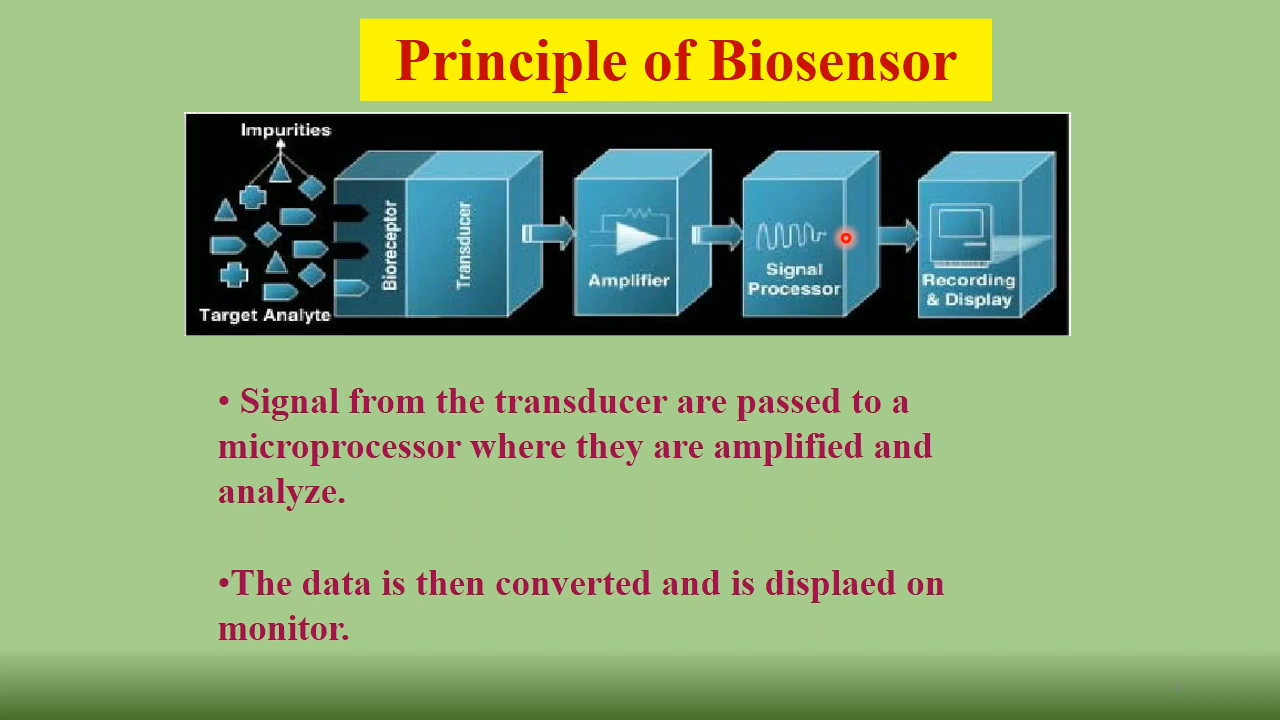 Principle of Biosensor
Impurities
Target Analyte
Bioreceptor
Transducer
Amplifier
Signal
Processor
Recording
& Display
• Signal from the transducer are passed to a
microprocessor where they are amplified and
analyze.
•The data is then converted and is displaed on
monitor.